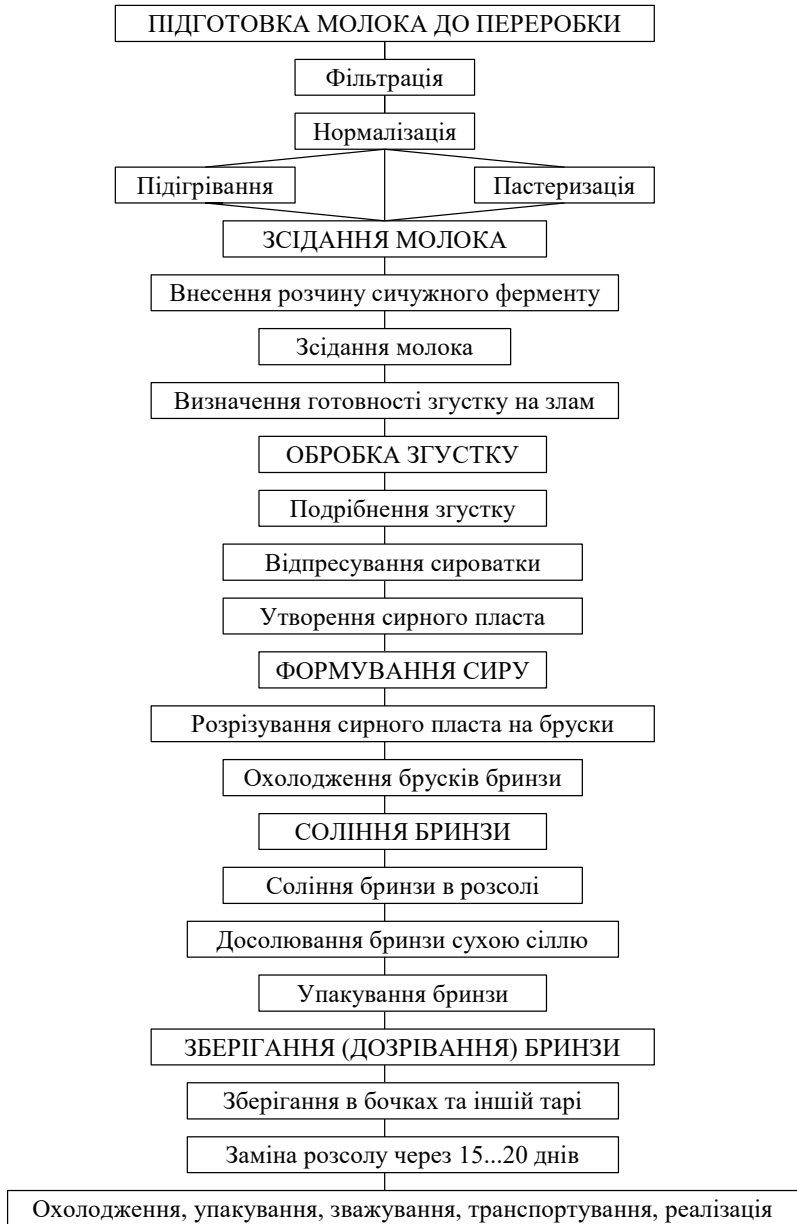 ПІДГОТОВКА МОЛОКА ДО ПЕРЕРОБКИ
Фільтрація
Нормалізація
Підігрівання
Пастеризація
ЗСІДАННЯ МОЛОКА
Внесення розчину сичужного ферменту
Зсідання молока
Визначення готовності згустку на злам
ОБРОБКА ЗГУСТКУ
Подрібнення згустку
Відпресування сироватки
Утворення сирного пласта
ФОРМУВАННЯ СИРУ
Розрізування сирного пласта на бруски
Охолодження брусків бринзи
СОЛІННЯ БРИНЗИ
Соління бринзи в розсолі
Досолювання бринзи сухою сіллю
Упакування бринзи
ЗБЕРІГАННЯ (ДОЗРІВАННЯ) БРИНЗИ
Зберігання в бочках та іншій тарі
Заміна розсолу через 15...20 днів
Охолодження, упакування, зважування, транспортування, реалізація